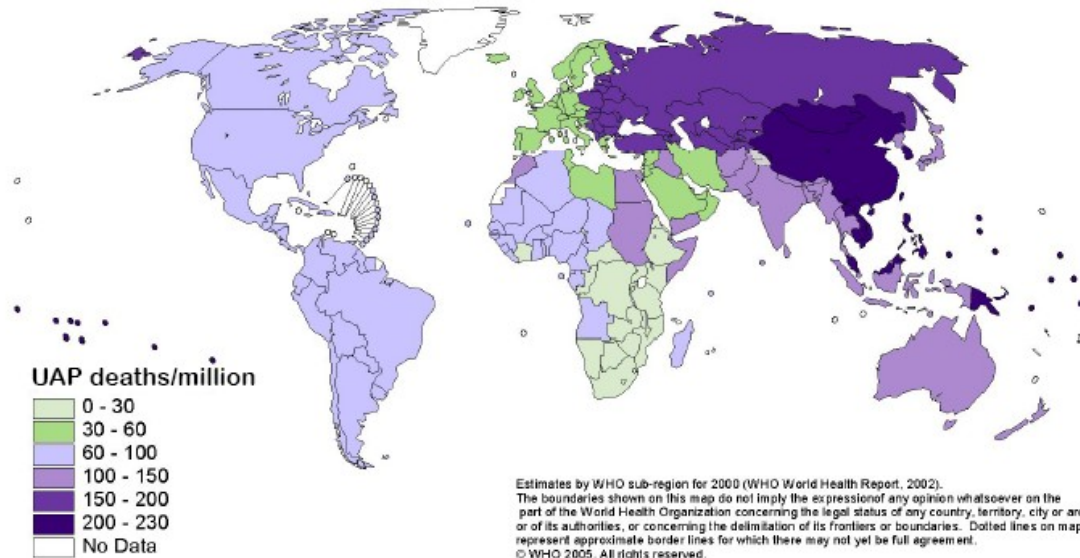 UAP deaths/million
0 - 30
30 - 60
60 - 100
100 - 150
150 - 200
200 - 230
No Data
Estimates by WHO sub-region for 2000 (WHO World Health Report, 2002).
The boundaries shown on this map do not imply the expressionof any opinion whatsoever on the
part of the World Health Organization concerning the legal status of any country, territory, city or are
or of its authorities, or concerning the delimitation of its frontiers or boundaries. Dotted lines on map
represent approximate border lines for which there may not yet be full agreement.
© WHO 2005. All rights reserved.